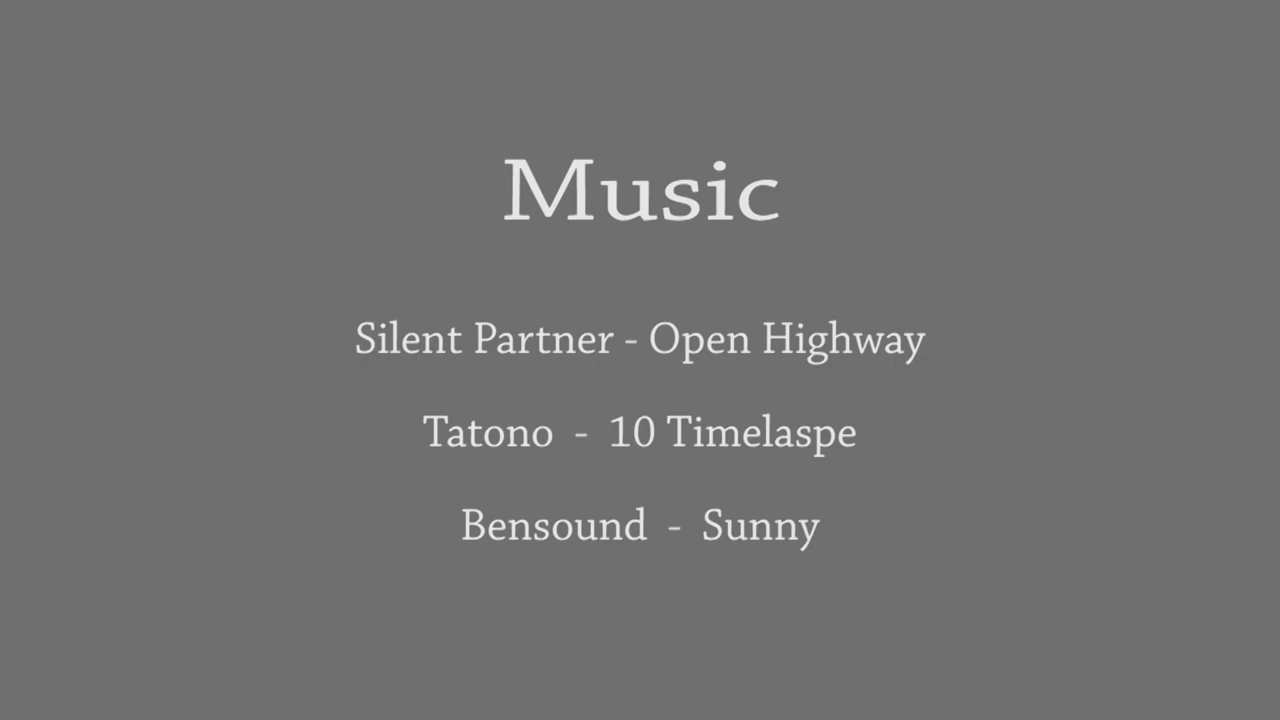 Music
Silent Partner - Open Highway
Tatono - 10 Timelaspe
Bensound - Sunny